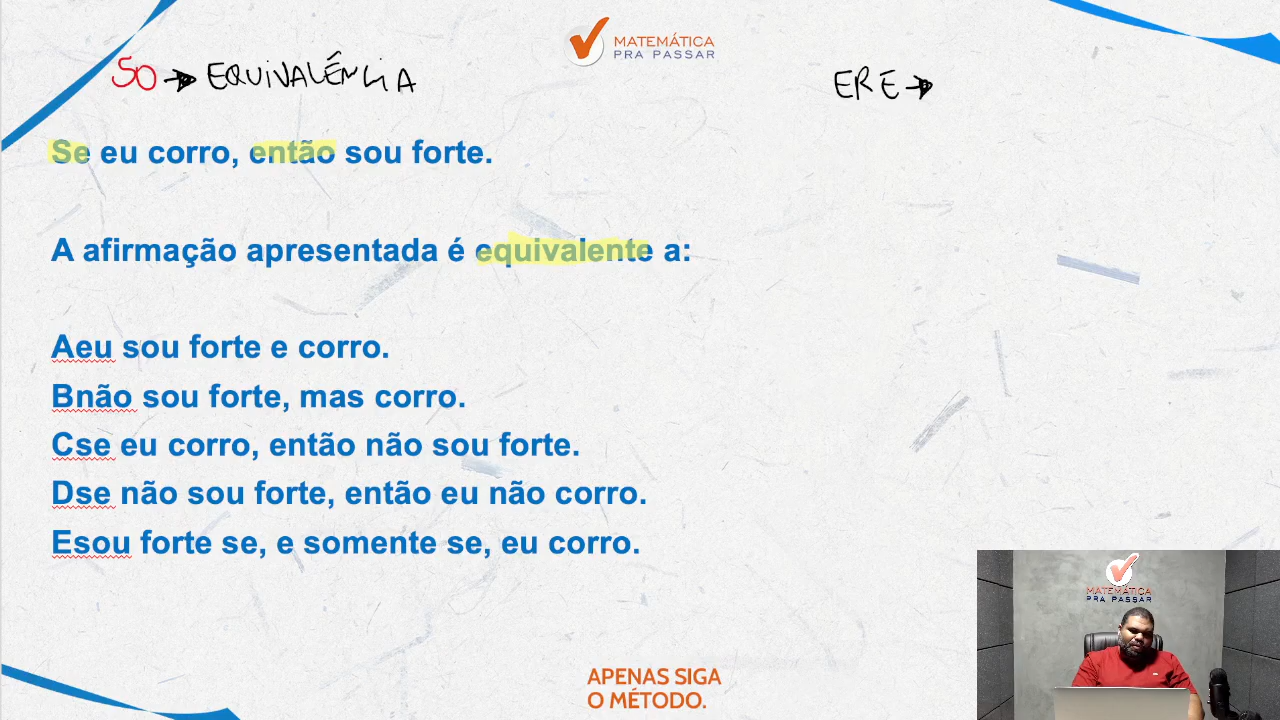 MATEMÁTICA
PRA PASSAR
SO → EQUIVALÊNCIA
ERE →
Se eu corro, então sou forte.
A afirmação apresentada é equivalente a:
Aeu sou forte e corro.
Bnão sou forte, mas corro.
Cse eu corro, então não sou forte.
Dse não sou forte, então eu não corro.
Esou forte se, e somente se, eu corro.
MATEMÁTICA
PRA PASSAR
APENAS SIGA
O MÉTODO.